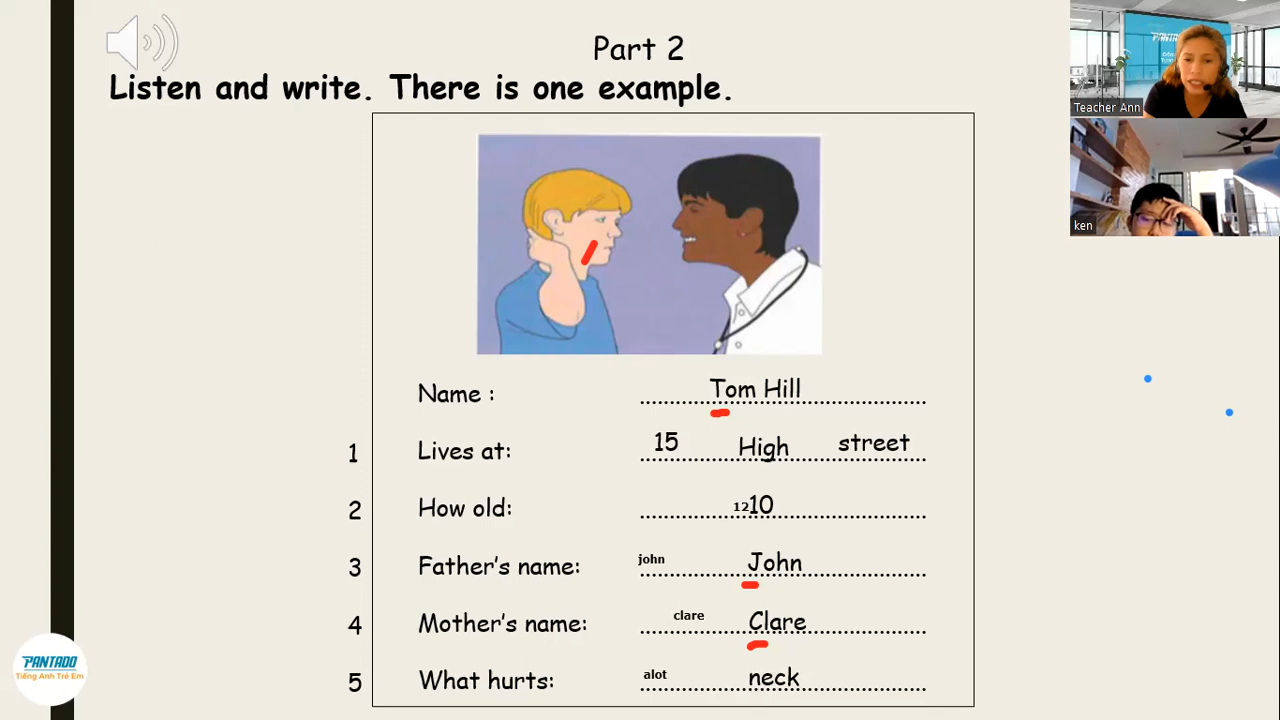 Part 2
Listen and write. There is one example.
Teacher Ann
ken
Name : Tom Hill
1 Lives at: 15 High street
2 How old: 12 10
3 Father's name: john John
4 Mother's name: clare Clare
5 What hurts: alot neck
PANTADO
Tiếng Anh Trẻ Em